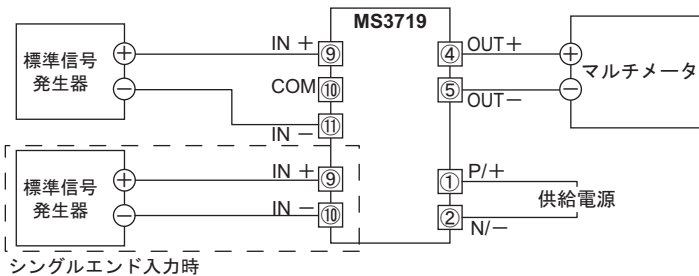 MS3719
標準信号
発生器
+
−
IN +
⑨
COM
⑩
⑪
IN −
④
OUT+
⑤
OUT−
+
−
マルチメータ
標準信号
発生器
+
−
IN +
⑨
IN −
⑩
①
P/+
②
N/−
供給電源
シングルエンド入力時